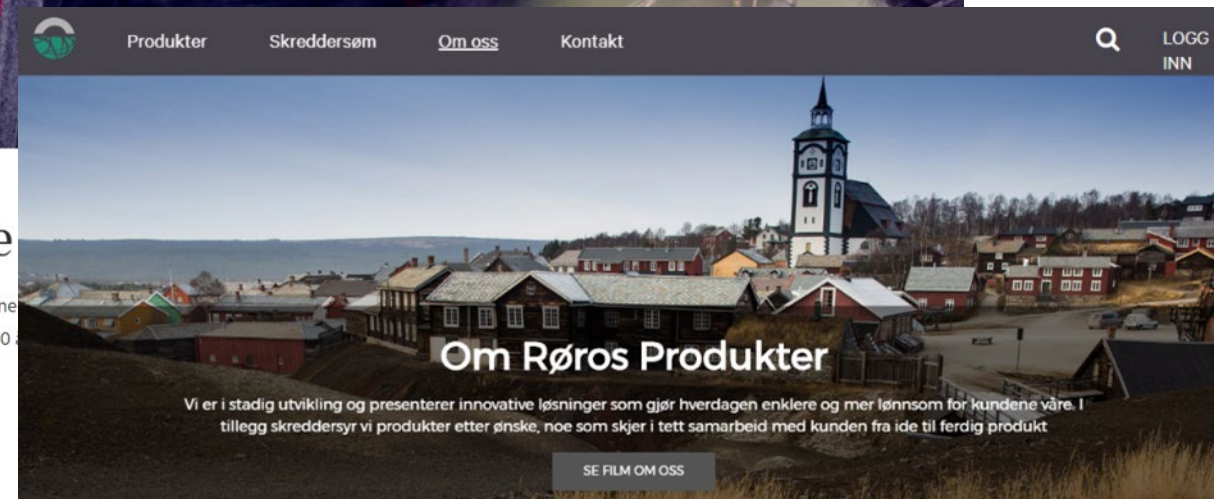 Produkter
Skreddersøm
Om oss
Kontakt
LOGG
INN
Om Røros Produkter
Vi er i stadig utvikling og presenterer innovative løsninger som gjør hverdagen enklere og mer lønnsom for kundene våre. I
tillegg skreddersyr vi produkter etter ønske, noe som skjer i tett samarbeid med kunden fra ide til ferdig produkt
SE FILM OM OSS